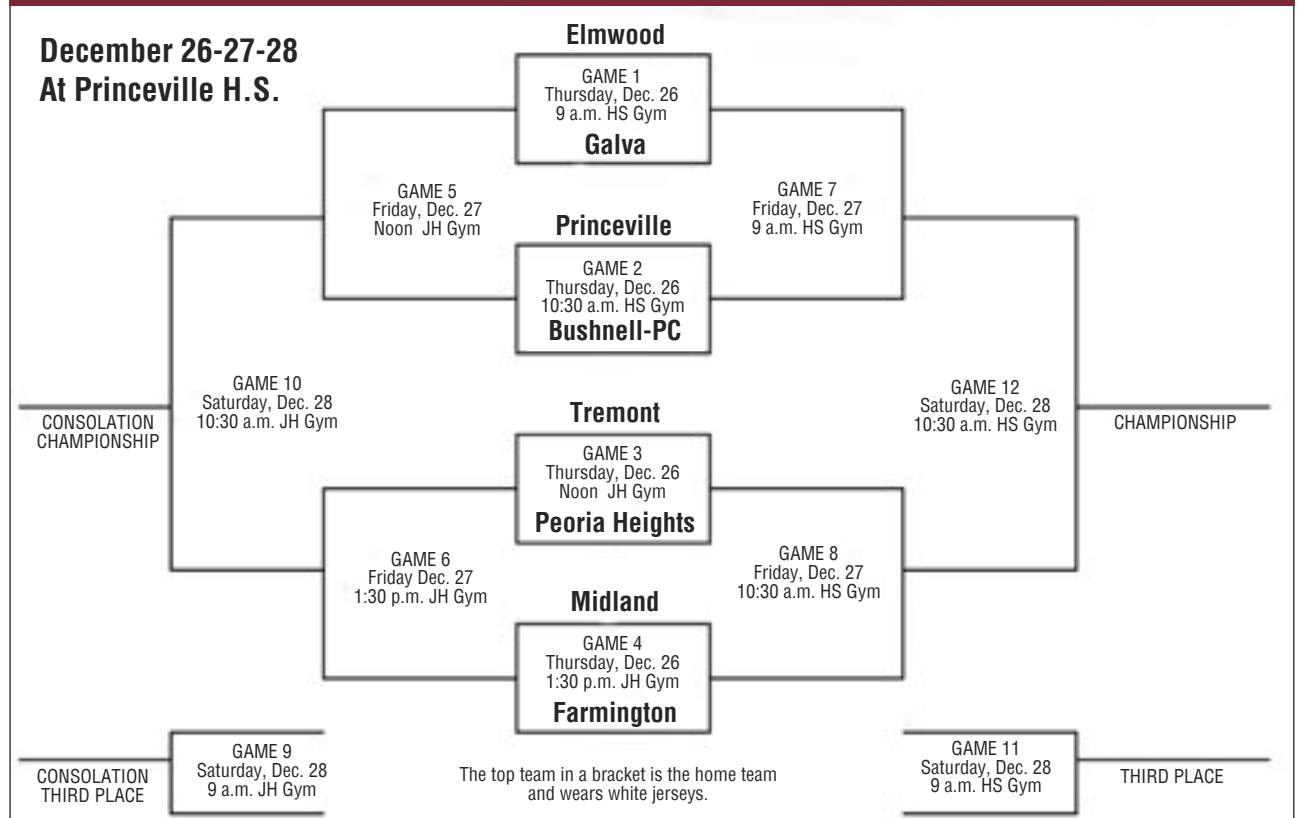 December 26-27-28
At Princeville H.S.
Elmwood
GAME 1
Thursday, Dec. 26
9 a.m. HS Gym
Galva
GAME 5
Friday, Dec. 27
Noon JH Gym
GAME 7
Friday, Dec. 27
9 a.m. HS Gym
Princeville
GAME 2
Thursday, Dec. 26
10:30 a.m. HS Gym
Bushnell-PC
GAME 10
Saturday, Dec. 28
10:30 a.m. JH Gym
CONSOLATION
CHAMPIONSHIP
GAME 12
Saturday, Dec. 28
10:30 a.m. HS Gym
CHAMPIONSHIP
Tremont
GAME 3
Thursday, Dec. 26
Noon JH Gym
Peoria Heights
GAME 6
Friday Dec. 27
1:30 p.m. JH Gym
GAME 8
Friday, Dec. 27
10:30 a.m. HS Gym
Midland
GAME 4
Thursday, Dec. 26
1:30 p.m. JH Gym
Farmington
GAME 9
Saturday, Dec. 28
9 a.m. JH Gym
CONSOLATION
THIRD PLACE
The top team in a bracket is the home team
and wears white jerseys.
GAME 11
Saturday, Dec. 28
9 a.m. HS Gym
THIRD PLACE